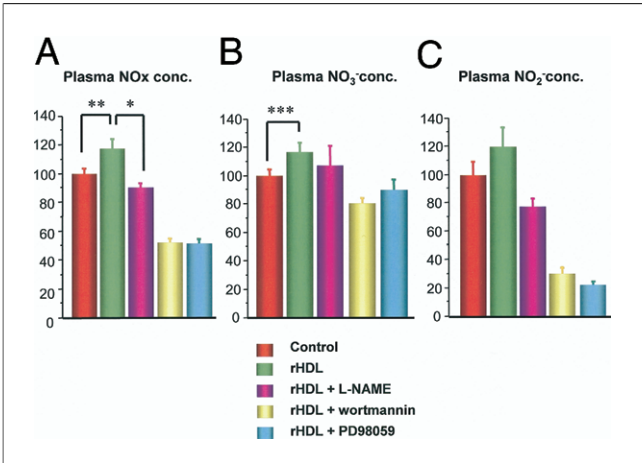 A
Plasma NOx conc.
** *
140
120
100
80
60
40
20
0
B
Plasma NO₃⁻conc.
***
140
120
100
80
60
40
20
0
C
Plasma NO₂⁻conc.
140
120
100
80
60
40
20
0
Control
rHDL
rHDL + L-NAME
rHDL + wortmannin
rHDL + PD98059